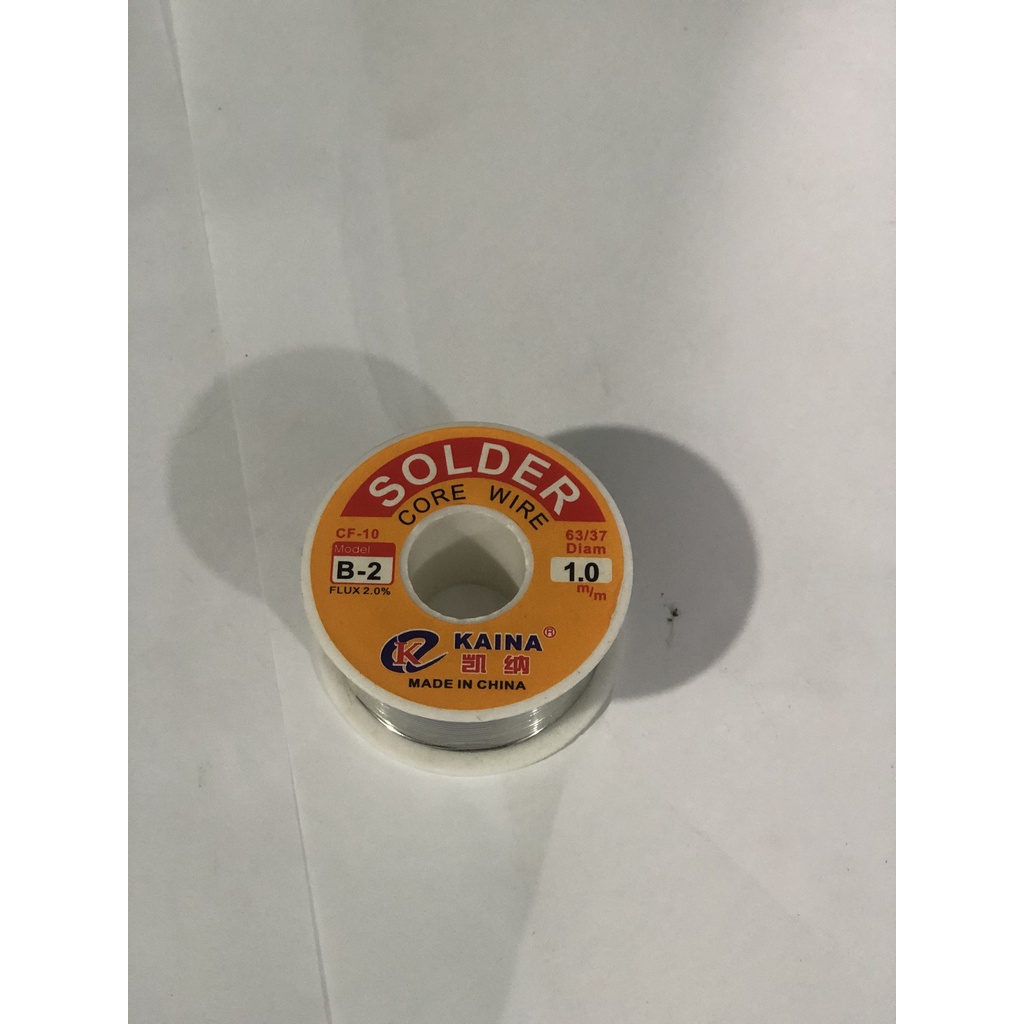 SOLDER
CORE WIRE
CF-10
Model
B-2
FLUX 2.0%
63/37
Diam
1.0
m/m
K
KAINA®
凯纳
MADE IN CHINA